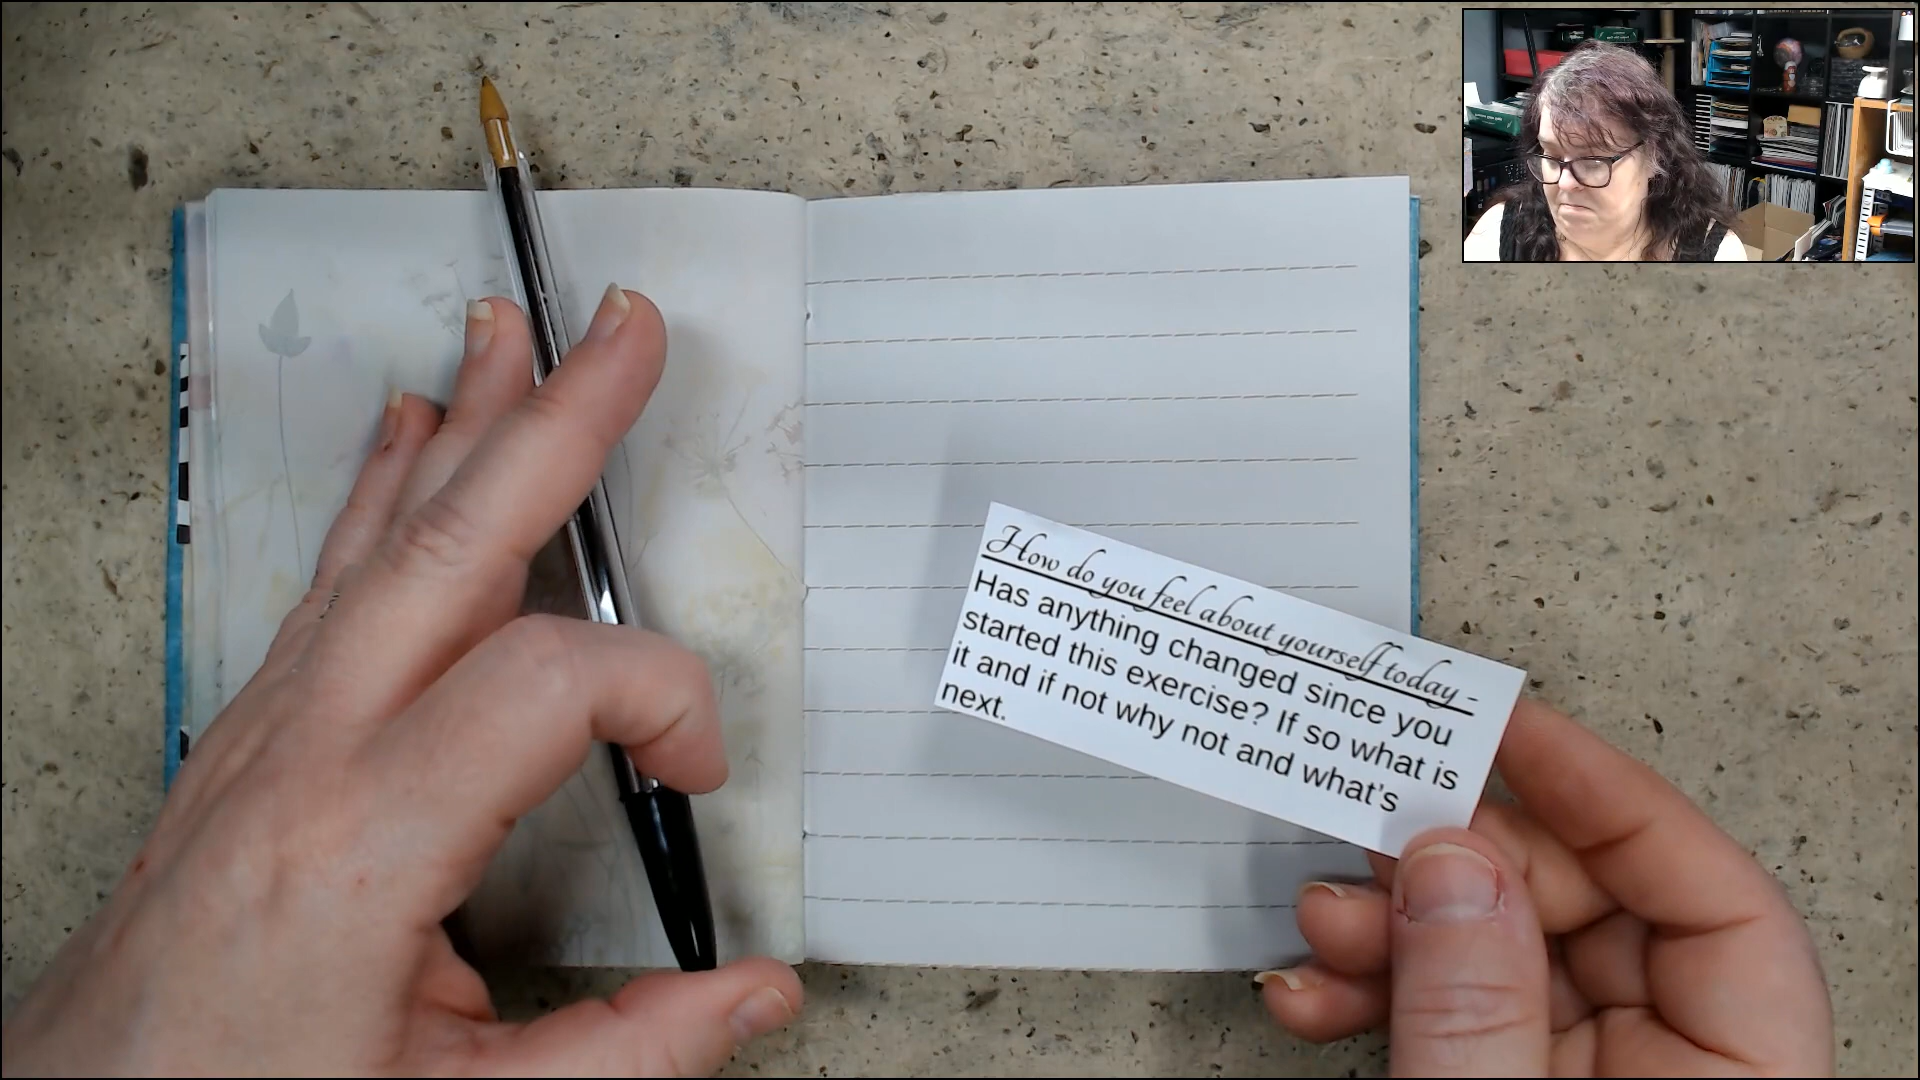 How do you feel about yourself today -
Has anything changed since you
started this exercise? If so what is
it and if not why not and what's
next.